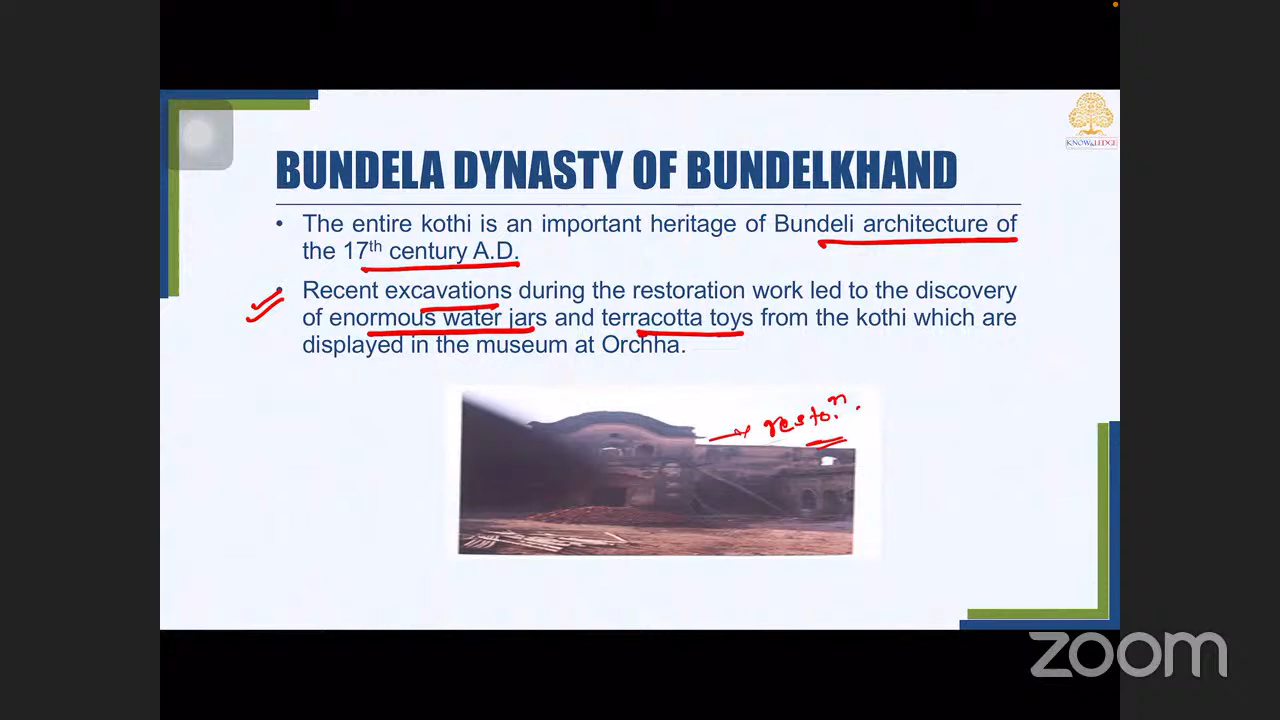 KNOWLEDGE
BUNDELA DYNASTY OF BUNDELKHAND
• The entire kothi is an important heritage of Bundeli architecture of
the 17th century A.D.
• Recent excavations during the restoration work led to the discovery
of enormous water jars and terracotta toys from the kothi which are
displayed in the museum at Orchha.
→ restoⁿ.
zoom